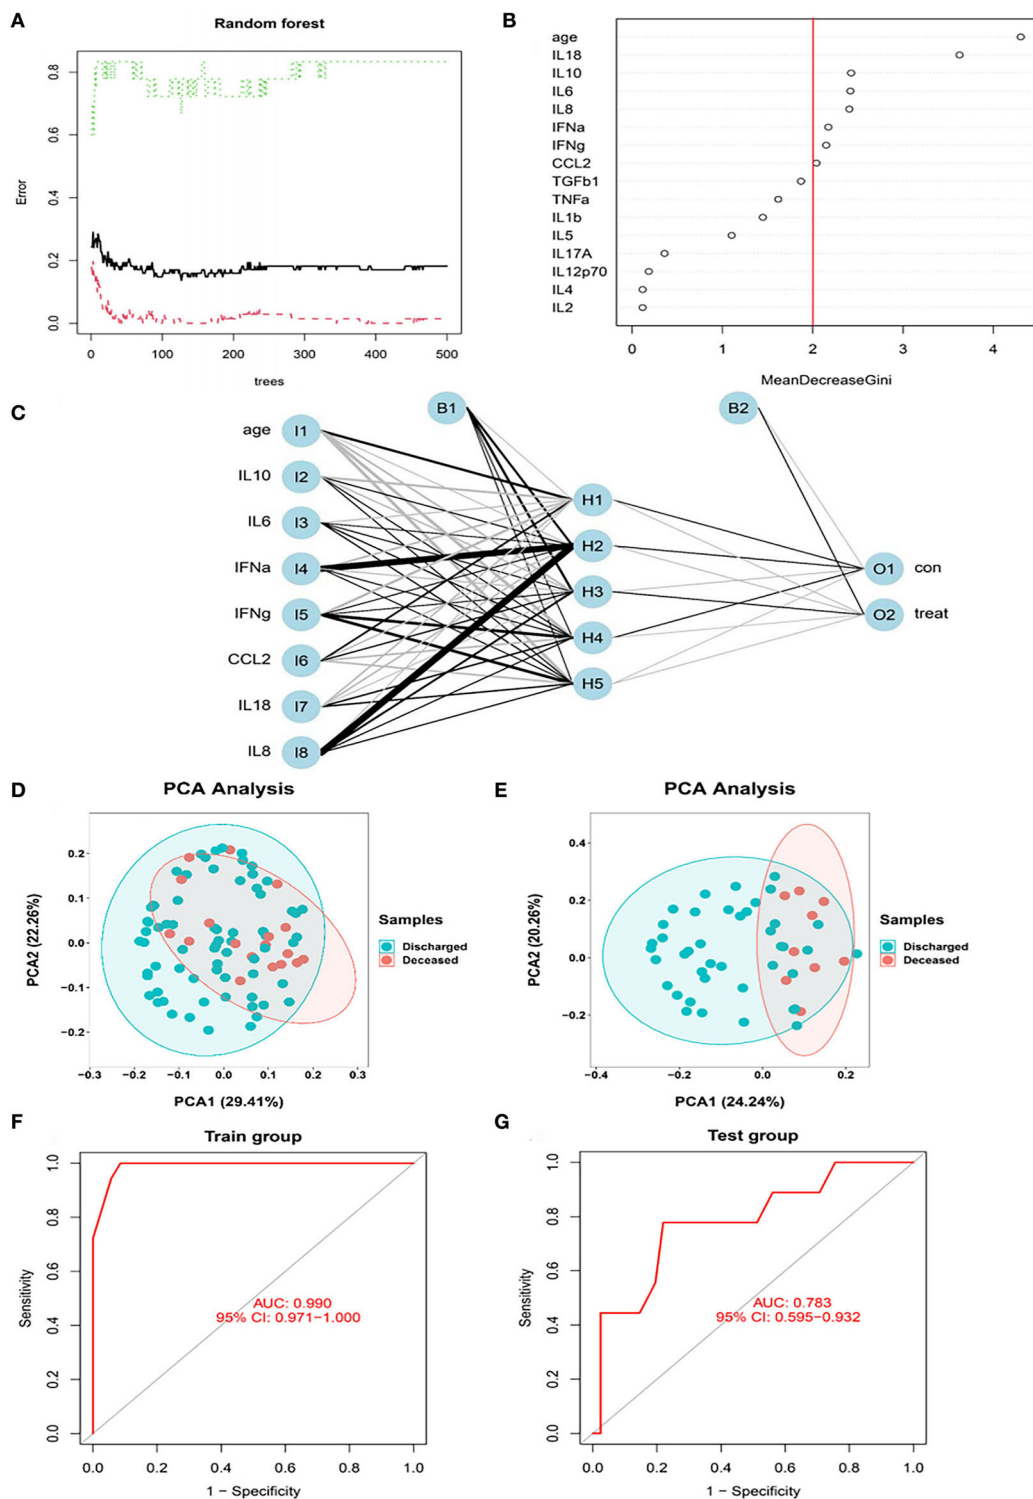 A
Random forest
Error
0.0
0.2
0.4
0.6
0.8
0
100
200
300
400
500
trees
B
age
IL18
IL10
IL6
IL8
IFNa
IFNg
CCL2
TGFb1
TNFa
IL1b
IL5
IL17A
IL12p70
IL4
IL2
0
1
2
3
4
MeanDecreaseGini
C
age
IL10
IL6
IFNa
IFNg
CCL2
IL18
IL8
I1
I2
I3
I4
I5
I6
I7
I8
B1
H1
H2
H3
H4
H5
B2
O1
O2
con
treat
D
PCA Analysis
PCA2 (22.26%)
0.2
0.1
0.0
−0.1
−0.2
−0.3
−0.2
−0.1
0.0
0.1
0.2
0.3
PCA1 (29.41%)
Samples
Discharged
Deceased
E
PCA Analysis
PCA2 (20.26%)
0.4
0.2
0.0
−0.2
−0.4
−0.2
0.0
0.2
PCA1 (24.24%)
Samples
Discharged
Deceased
F
Train group
Sensitivity
0.0
0.2
0.4
0.6
0.8
1.0
AUC: 0.990
95% CI: 0.971−1.000
0.0
0.2
0.4
0.6
0.8
1.0
1 − Specificity
G
Test group
Sensitivity
0.0
0.2
0.4
0.6
0.8
1.0
AUC: 0.783
95% CI: 0.595−0.932
0.0
0.2
0.4
0.6
0.8
1.0
1 − Specificity